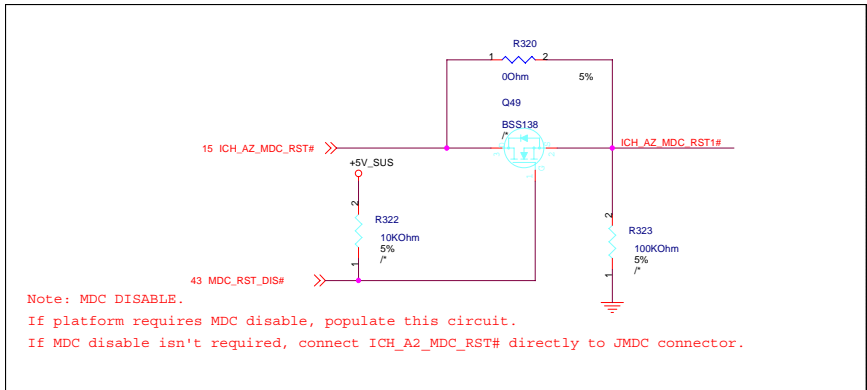 R320
1
2
0Ohm
5%
Q49
BSS138
/*
15 ICH_AZ_MDC_RST#
ICH_AZ_MDC_RST1#
+5V_SUS
2
R322
10KOhm
5%
/*
1
2
R323
100KOhm
5%
/*
1
43 MDC_RST_DIS#
Note: MDC DISABLE.
If platform requires MDC disable, populate this circuit.
If MDC disable isn't required, connect ICH_A2_MDC_RST# directly to JMDC connector.